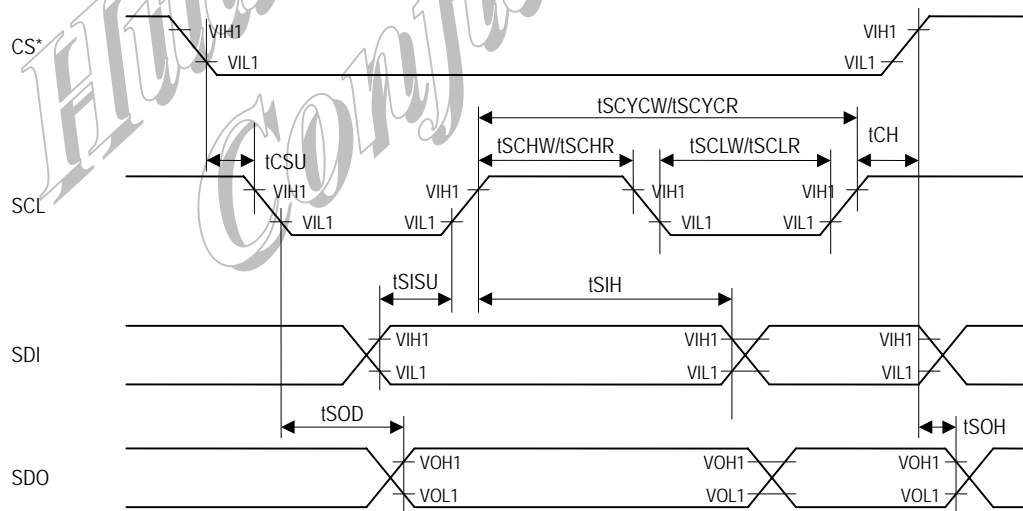 CS*
VIH1
VIL1
VIH1
VIL1
tSCYCW/tSCYCR
tSCHW/tSCHR
tSCLW/tSCLR
tCH
tCSU
SCL
VIH1
VIL1
VIH1
VIL1
VIH1
VIL1
VIH1
VIL1
tSISU
tSIH
SDI
VIH1
VIL1
VIH1
VIL1
VIH1
VIL1
tSOD
tSOH
SDO
VOH1
VOL1
VOH1
VOL1
VOH1
VOL1